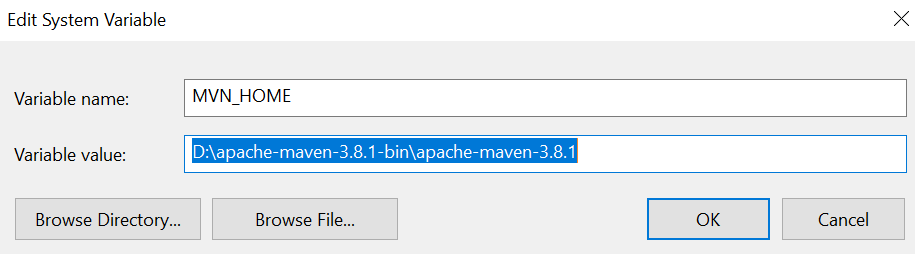 Edit System Variable
Variable name:
MVN_HOME
Variable value:
D:\apache-maven-3.8.1-bin\apache-maven-3.8.1
Browse Directory...
Browse File...
OK
Cancel